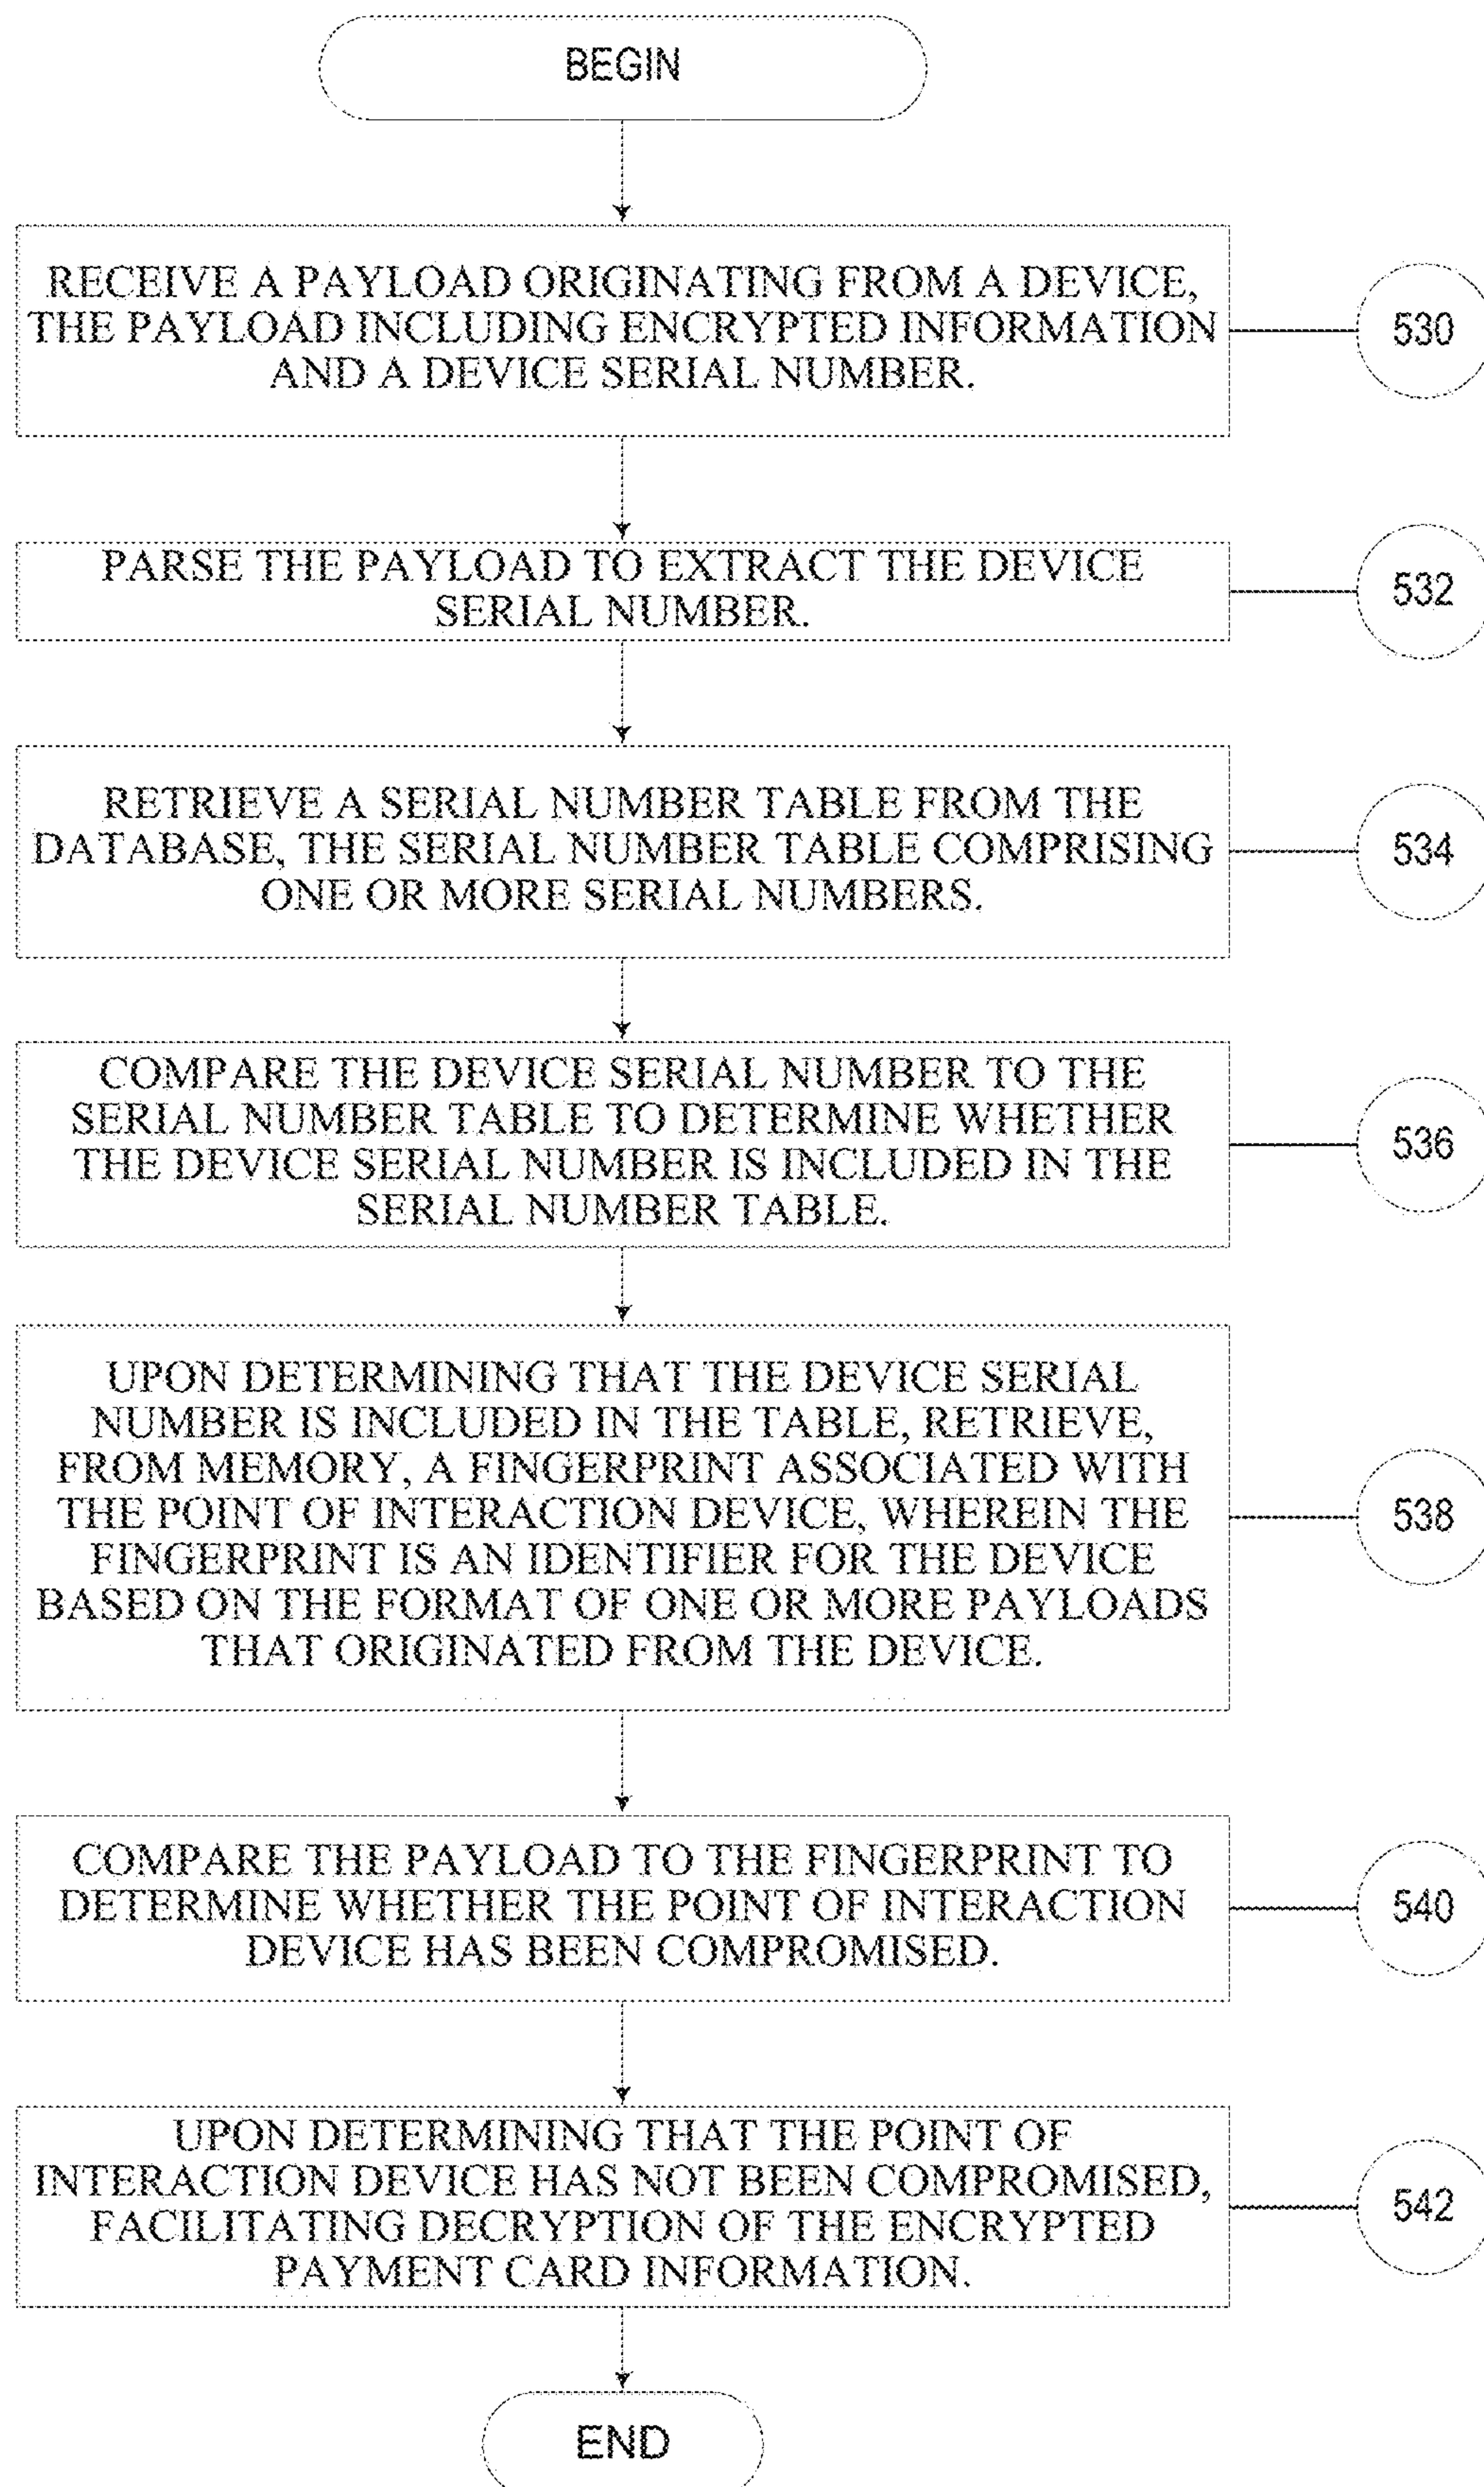 BEGIN
RECEIVE A PAYLOAD ORIGINATING FROM A DEVICE,
THE PAYLOAD INCLUDING ENCRYPTED INFORMATION
AND A DEVICE SERIAL NUMBER.
530
PARSE THE PAYLOAD TO EXTRACT THE DEVICE
SERIAL NUMBER.
532
RETRIEVE A SERIAL NUMBER TABLE FROM THE
DATABASE, THE SERIAL NUMBER TABLE COMPRISING
ONE OR MORE SERIAL NUMBERS.
534
COMPARE THE DEVICE SERIAL NUMBER TO THE
SERIAL NUMBER TABLE TO DETERMINE WHETHER
THE DEVICE SERIAL NUMBER IS INCLUDED IN THE
SERIAL NUMBER TABLE.
536
UPON DETERMINING THAT THE DEVICE SERIAL
NUMBER IS INCLUDED IN THE TABLE, RETRIEVE,
FROM MEMORY, A FINGERPRINT ASSOCIATED WITH
THE POINT OF INTERACTION DEVICE, WHEREIN THE
FINGERPRINT IS AN IDENTIFIER FOR THE DEVICE
BASED ON THE FORMAT OF ONE OR MORE PAYLOADS
THAT ORIGINATED FROM THE DEVICE.
538
COMPARE THE PAYLOAD TO THE FINGERPRINT TO
DETERMINE WHETHER THE POINT OF INTERACTION
DEVICE HAS BEEN COMPROMISED.
540
UPON DETERMINING THAT THE POINT OF
INTERACTION DEVICE HAS NOT BEEN COMPROMISED,
FACILITATING DECRYPTION OF THE ENCRYPTED
PAYMENT CARD INFORMATION.
542
END